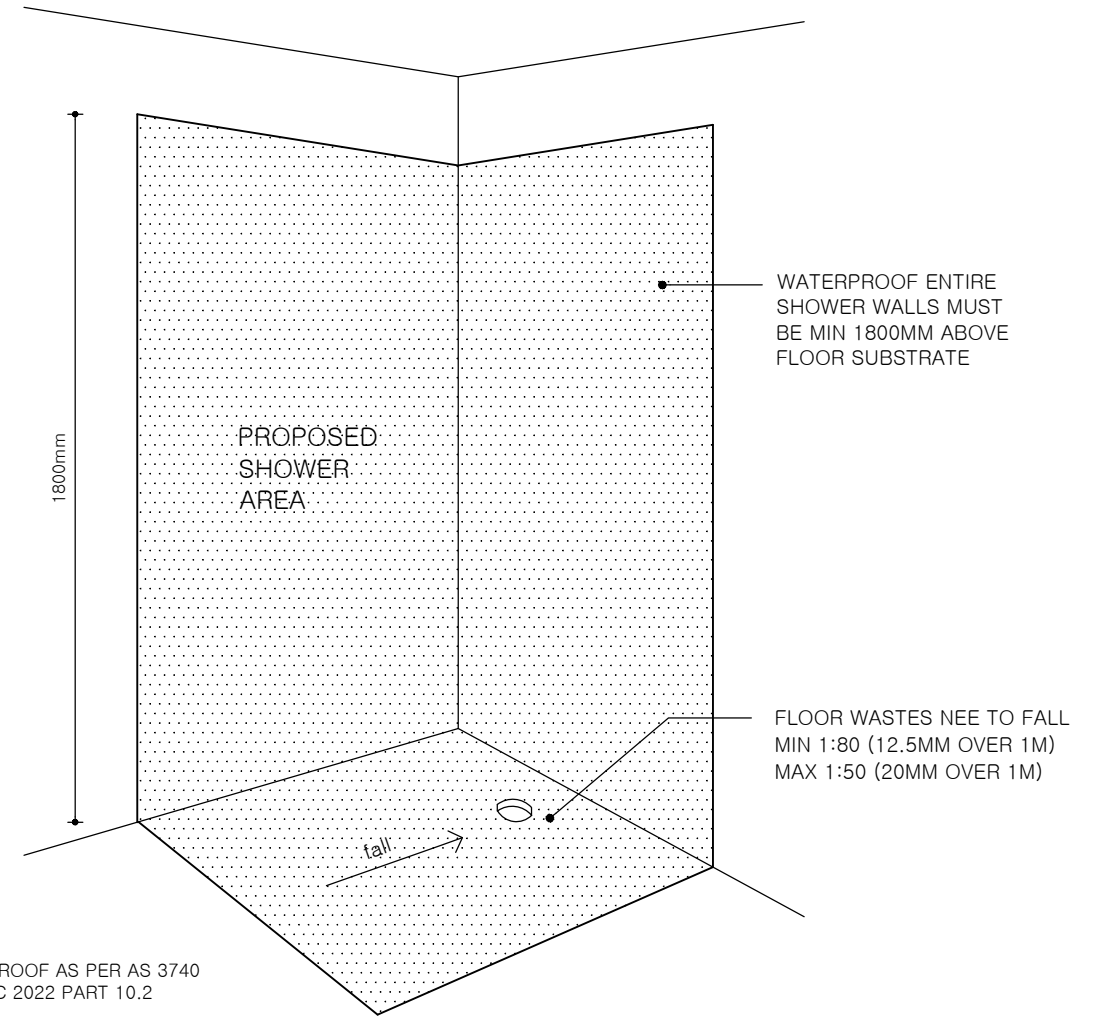 WATERPROOF ENTIRE
SHOWER WALLS MUST
BE MIN 1800MM ABOVE
FLOOR SUBSTRATE
PROPOSED
SHOWER
AREA
1800mm
FLOOR WASTES NEE TO FALL
MIN 1:80 (12.5MM OVER 1M)
MAX 1:50 (20MM OVER 1M)
fall
ROOF AS PER AS 3740
C 2022 PART 10.2